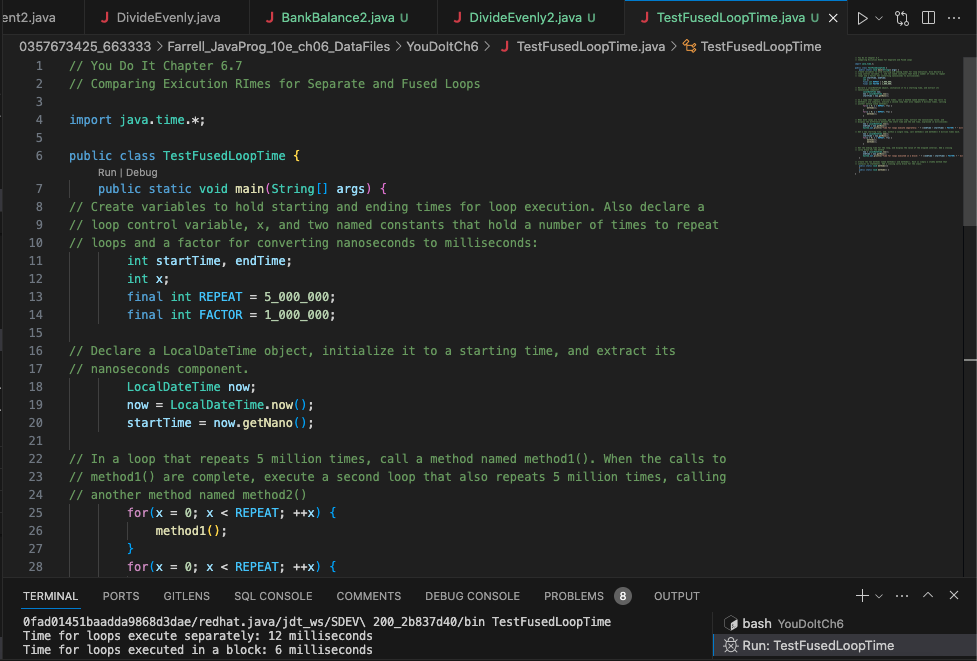 ent2.java
DivideEvenly.java
BankBalance2.java U
DivideEvenly2.java U
TestFusedLoopTime.java U
0357673425_663333 > Farrell_JavaProg_10e_ch06_DataFiles > YouDoItCh6 > TestFusedLoopTime.java > TestFusedLoopTime
1 // You Do It Chapter 6.7
2 // Comparing Exicution RImes for Separate and Fused Loops
3
4 import java.time.*;
5
6 public class TestFusedLoopTime {
Run | Debug
7 public static void main(String[] args) {
8 // Create variables to hold starting and ending times for loop execution. Also declare a
9 // loop control variable, x, and two named constants that hold a number of times to repeat
10 // loops and a factor for converting nanoseconds to milliseconds:
11 int startTime, endTime;
12 int x;
13 final int REPEAT = 5_000_000;
14 final int FACTOR = 1_000_000;
15
16 // Declare a LocalDateTime object, initialize it to a starting time, and extract its
17 // nanoseconds component.
18 LocalDateTime now;
19 now = LocalDateTime.now();
20 startTime = now.getNano();
21
22 // In a loop that repeats 5 million times, call a method named method1(). When the calls to
23 // method1() are complete, execute a second loop that also repeats 5 million times, calling
24 // another method named method2()
25 for(x = 0; x < REPEAT; ++x) {
26 method1();
27 }
28 for(x = 0; x < REPEAT; ++x) {
TERMINAL PORTS GITLENS SQL CONSOLE COMMENTS DEBUG CONSOLE PROBLEMS 8 OUTPUT
0fad01451baadda9868d3dae/redhat.java/jdt_ws/SDEV\ 200_2b837d40/bin TestFusedLoopTime
Time for loops execute separately: 12 milliseconds
Time for loops executed in a block: 6 milliseconds
bash YouDoItCh6
Run: TestFusedLoopTime